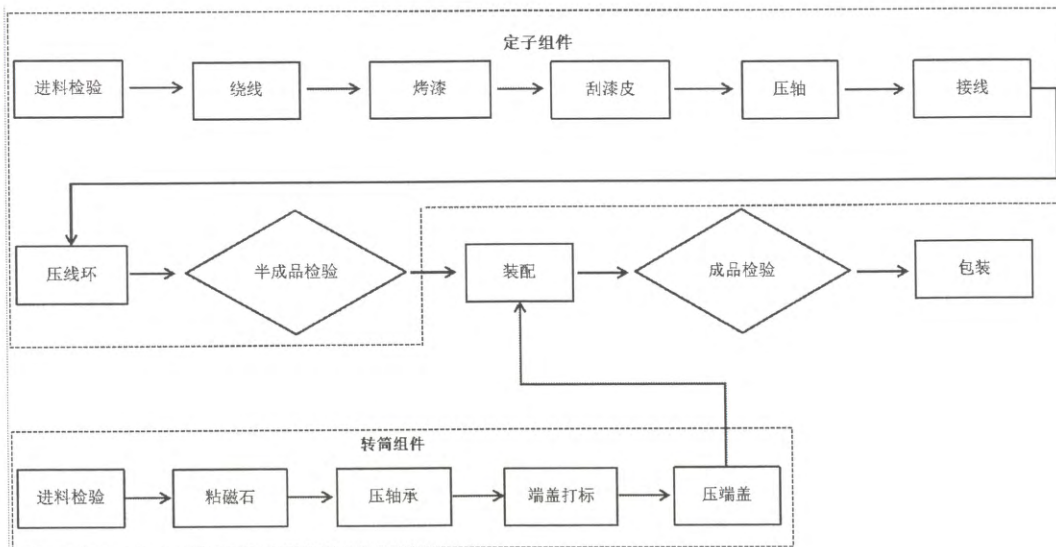 定子组件
进料检验
绕线
烤漆
刮漆皮
压轴
接线
压线环
半成品检验
装配
成品检验
包装
转筒组件
进料检验
粘磁石
压轴承
端盖打标
压端盖